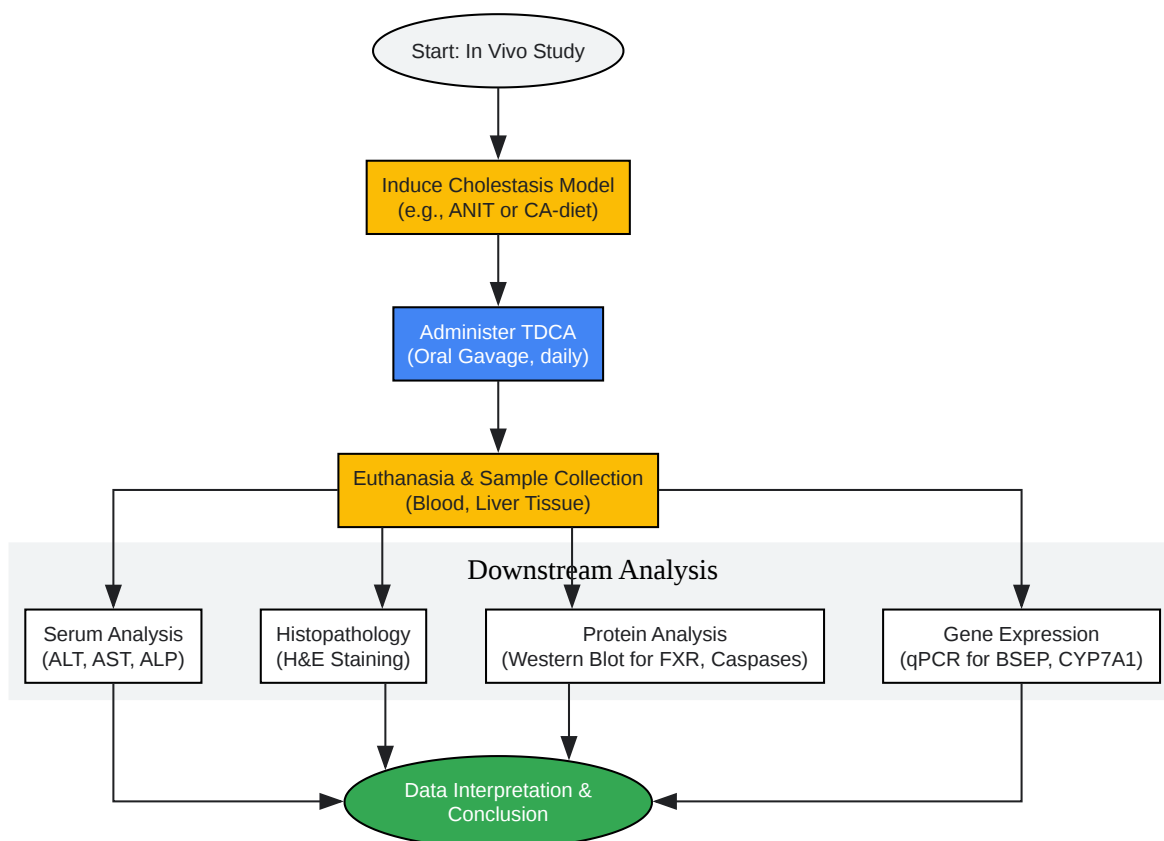 Start: In Vivo Study
Induce Cholestasis Model
(e.g., ANIT or CA-diet)
Administer TDCA
(Oral Gavage, daily)
Euthanasia & Sample Collection
(Blood, Liver Tissue)
Downstream Analysis
Serum Analysis
(ALT, AST, ALP)
Histopathology
(H&E Staining)
Protein Analysis
(Western Blot for FXR, Caspases)
Gene Expression
(qPCR for BSEP, CYP7A1)
Data Interpretation &
Conclusion